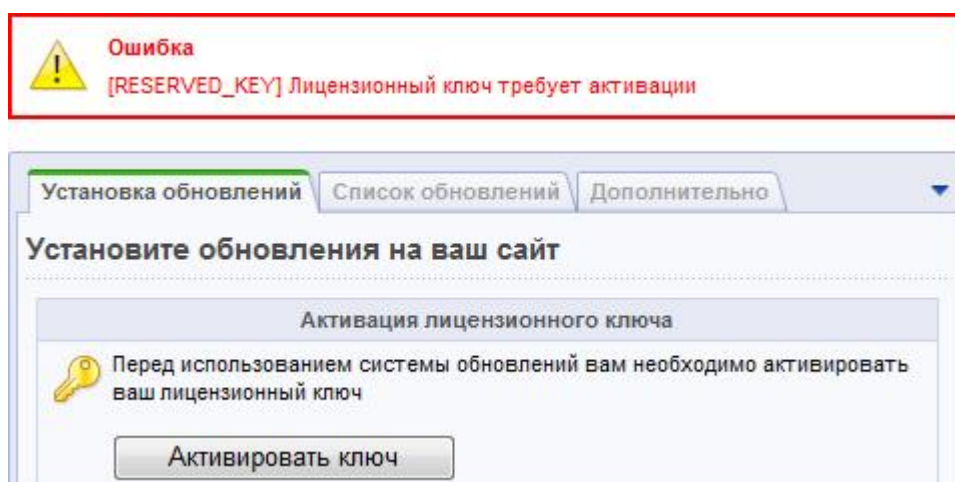 Ошибка
[RESERVED_KEY] Лицензионный ключ требует активации
Установка обновлений Список обновлений Дополнительно
Установите обновления на ваш сайт
Активация лицензионного ключа
Перед использованием системы обновлений вам необходимо активировать
ваш лицензионный ключ
Активировать ключ